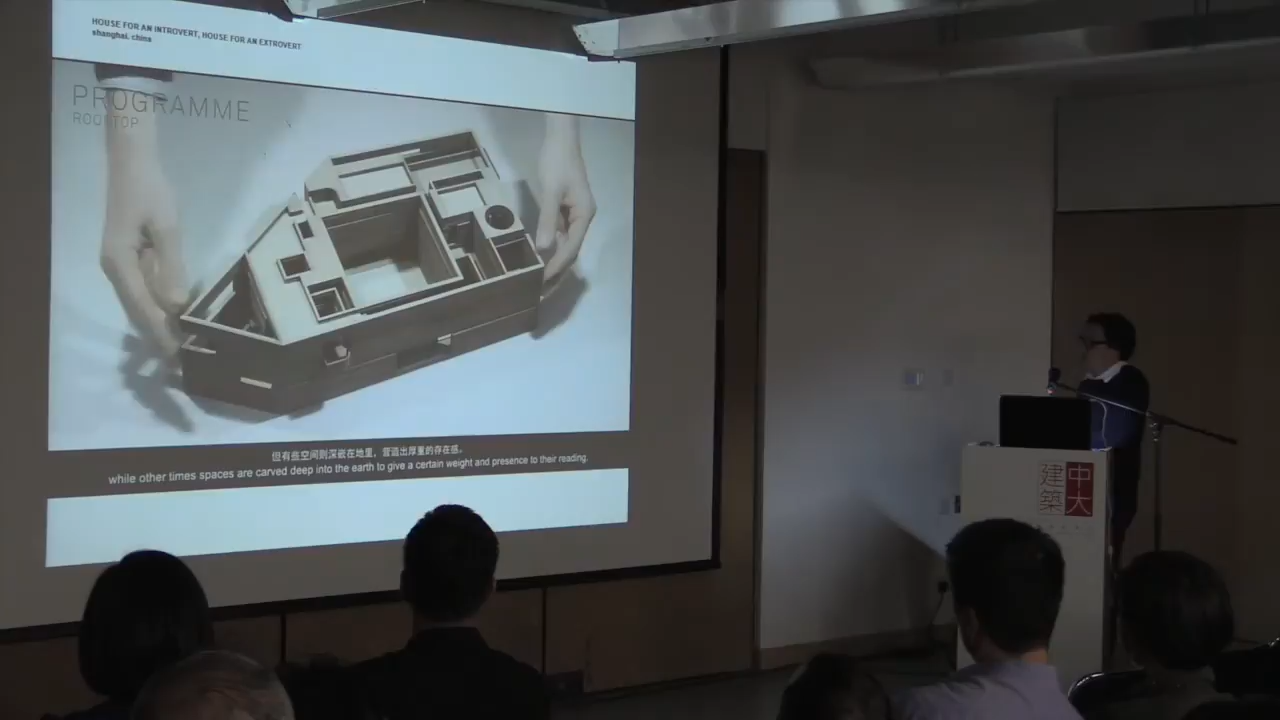 HOUSE FOR AN INTROVERT, HOUSE FOR AN EXTROVERT
shanghai. china
PROGRAMME
ROOFTOP
但有些空间则深嵌在地里，营造出厚重的存在感。
while other times spaces are carved deep into the earth to give a certain weight and presence to their reading.
建中
築大